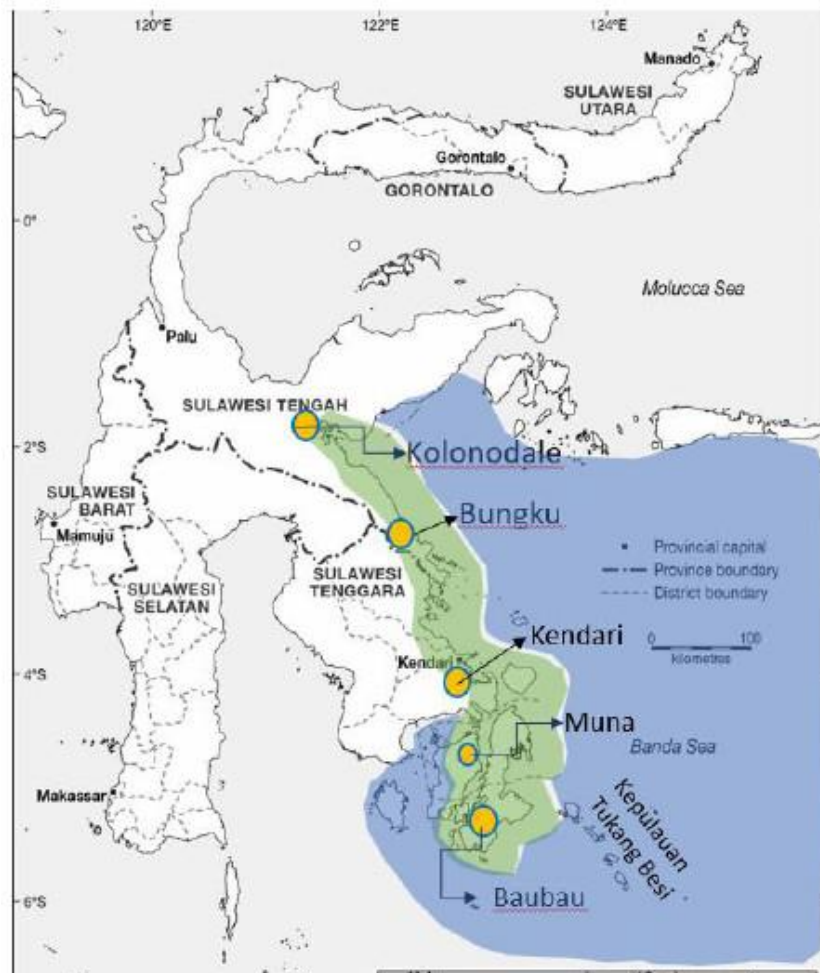 120°E
122°E
124°E
Manado
SULAWESI
UTARA
Gorontalo
GORONTALO
0°
Molucca Sea
Palu
SULAWESI TENGAH
2°S
Kolonodale
SULAWESI
BARAT
Bungku
Mamuju
SULAWESI
TENGGARA
SULAWESI
SELATAN
Provincial capital
Province boundary
District boundary
0 100
kilometres
Kendari
4°S
Kendari
Muna
Banda Sea
Makassar
Kepulauan
Tukang Besi
Baubau
6°S